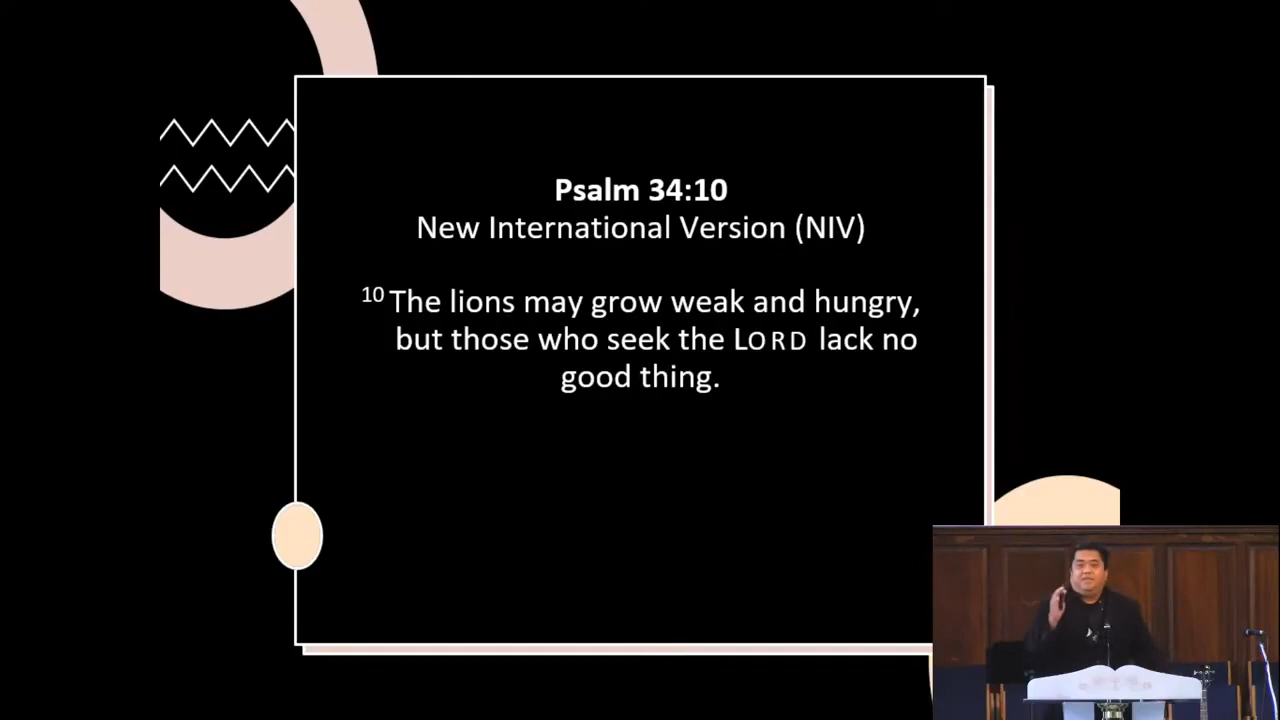 Psalm 34:10
New International Version (NIV)
10 The lions may grow weak and hungry,
but those who seek the LORD lack no
good thing.